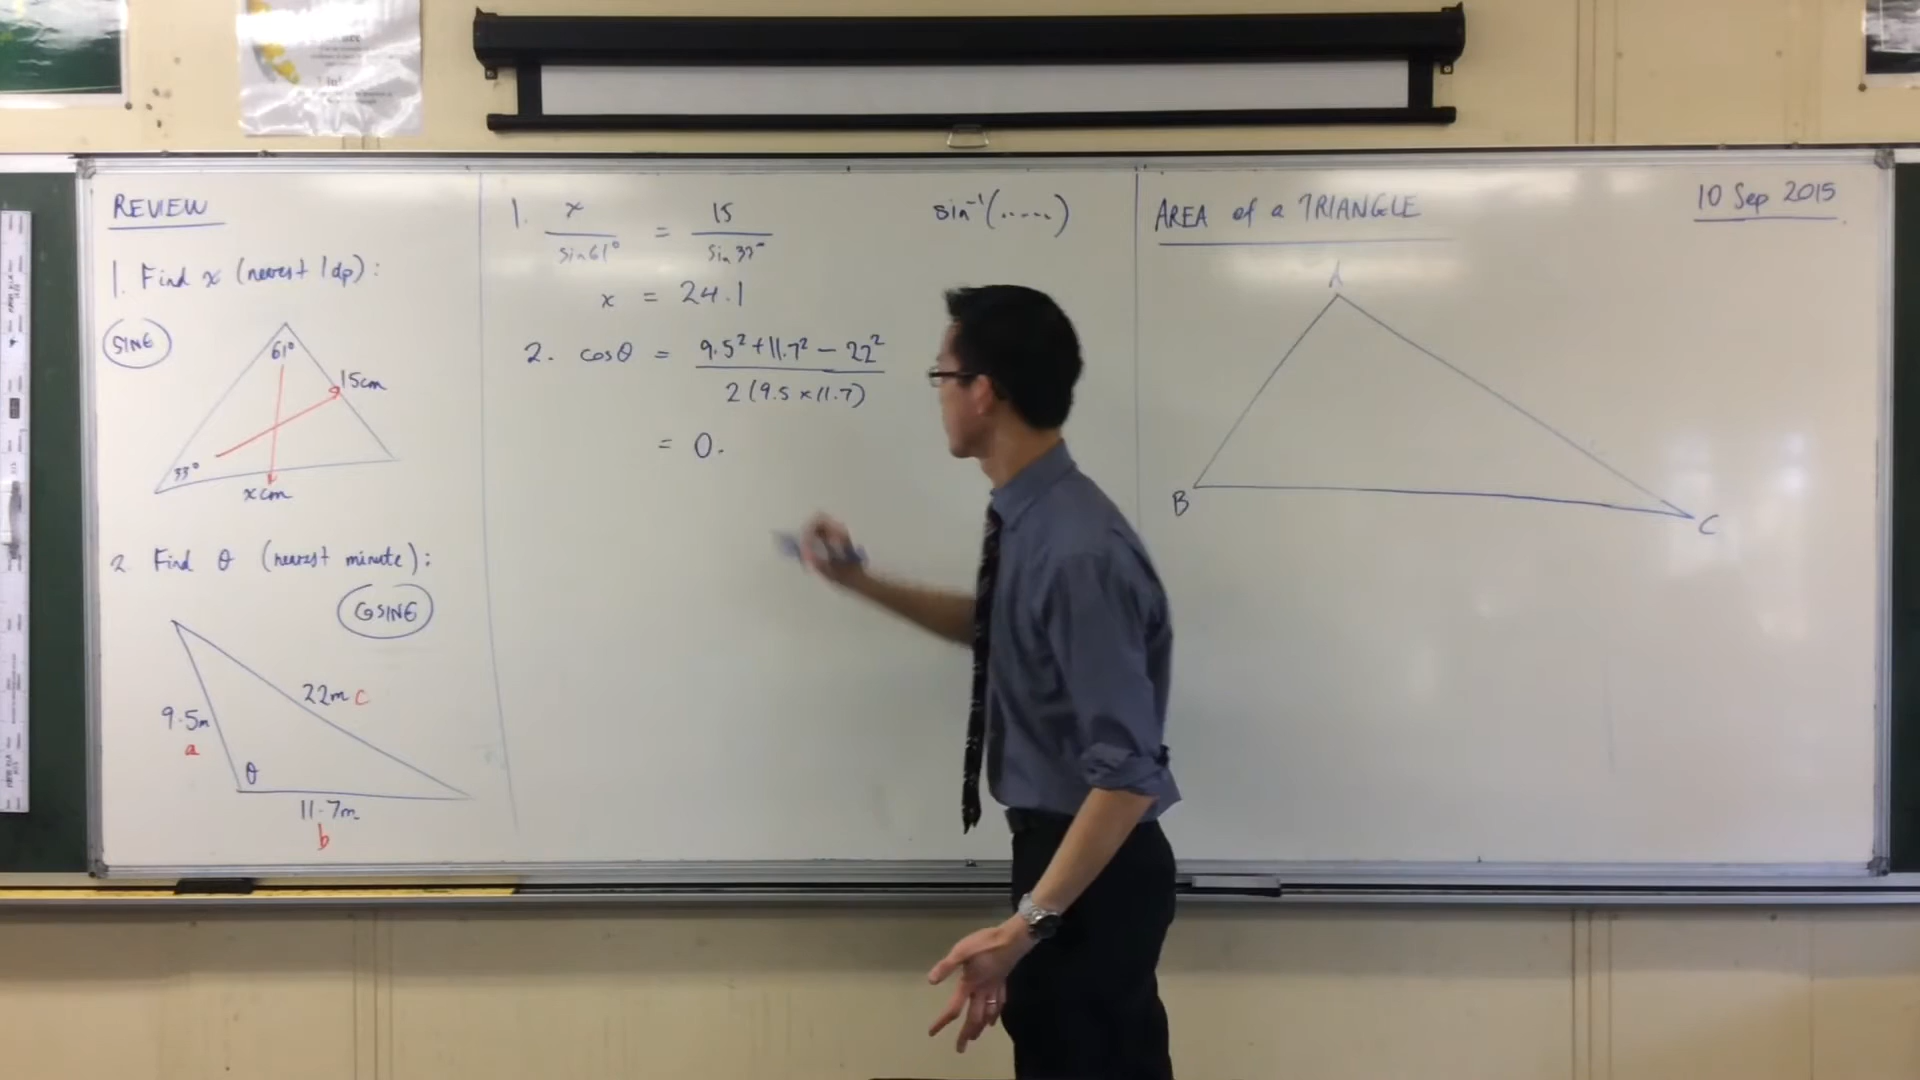 REVIEW
1. Find x (nearest 1dp):
SINE
61°
15cm
33°
x cm
2. Find θ (nearest minute):
COSINE
22m c
9.5m
a
θ
11.7m
b
1. x / sin61° = 15 / sin33°
x = 24.1
2. cosθ = 9.5² + 11.7² − 22² / 2(9.5 × 11.7)
= 0.
sin⁻¹(.....)
AREA of a TRIANGLE
10 Sep 2015
A
B
C